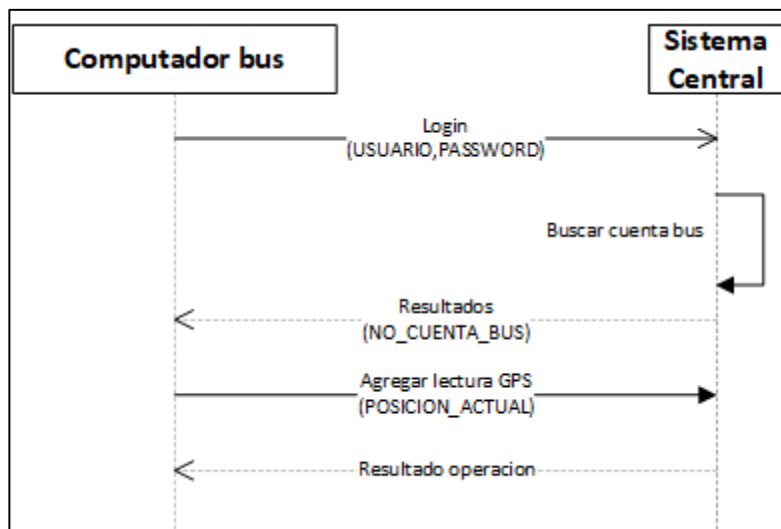 Computador bus
Sistema
Central
Login
(USUARIO,PASSWORD)
Buscar cuenta bus
Resultados
(NO_CUENTA_BUS)
Agregar lectura GPS
(POSICION_ACTUAL)
Resultado operacion